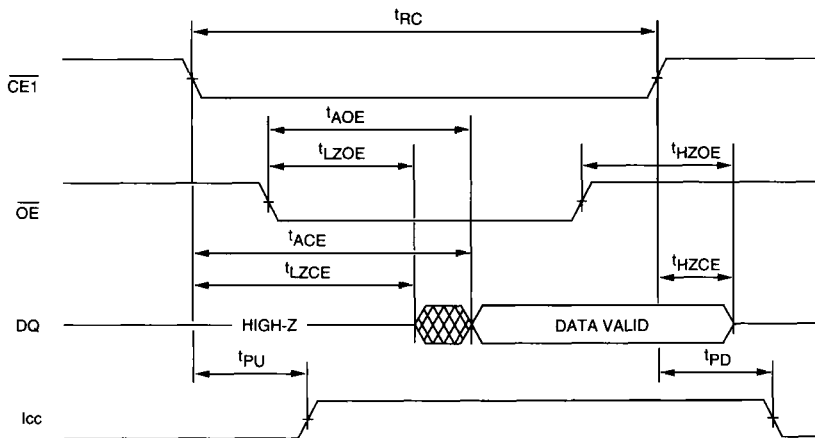 tRC
CE1
tAOE
tLZOE
tHZOE
OE
tACE
tLZCE
tHZCE
DQ
HIGH-Z
DATA VALID
tPU
tPD
Icc